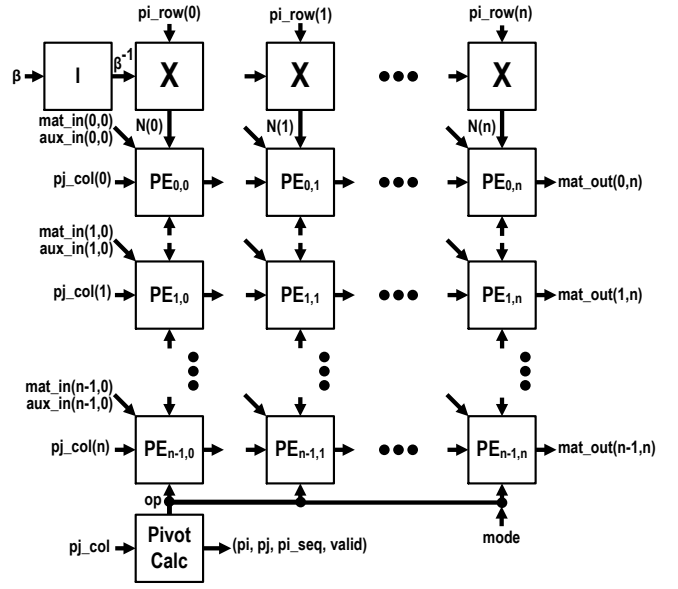 pi_row(0) pi_row(1) pi_row(n)
β I β-1 X X X
mat_in(0,0)
aux_in(0,0)
N(0) N(1) N(n)
pj_col(0) PE0,0 PE0,1 PE0,n mat_out(0,n)
mat_in(1,0)
aux_in(1,0)
pj_col(1) PE1,0 PE1,1 PE1,n mat_out(1,n)
mat_in(n-1,0)
aux_in(n-1,0)
pj_col(n) PEn-1,0 PEn-1,1 PEn-1,n mat_out(n-1,n)
op
mode
pj_col Pivot (pi, pj, pi_seq, valid)
Calc